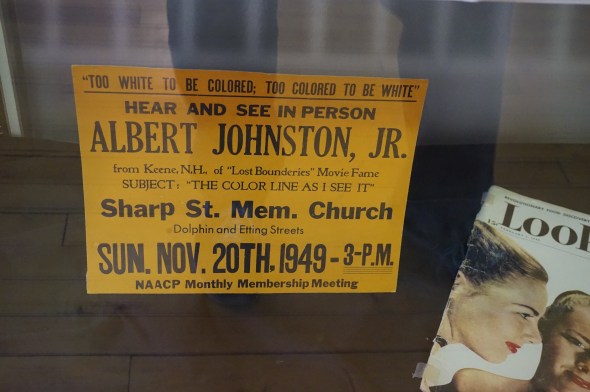 "TOO WHITE TO BE COLORED; TOO COLORED TO BE WHITE"
HEAR AND SEE IN PERSON
ALBERT JOHNSTON, JR.
from Keene, N.H., of "Lost Bounderies" Movie Fame
SUBJECT: "THE COLOR LINE AS I SEE IT"
Sharp St. Mem. Church
Dolphin and Etting Streets
SUN. NOV. 20TH, 1949 - 3-P.M.
NAACP Monthly Membership Meeting
LOOK